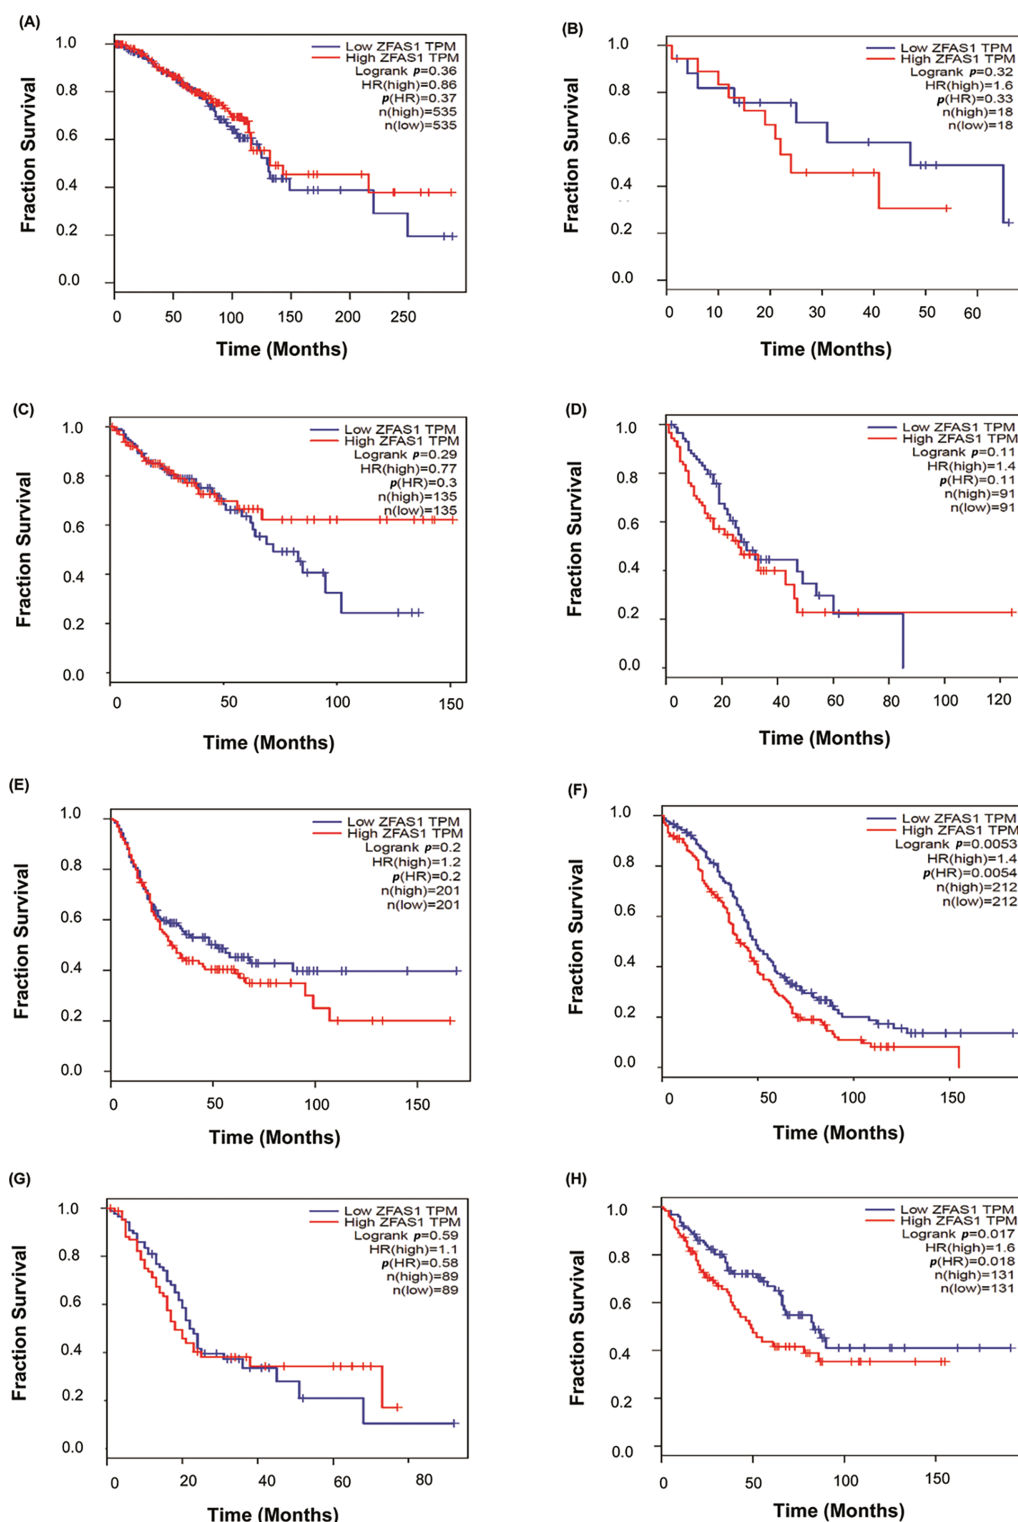 (A)
Low ZFAS1 TPM
High ZFAS1 TPM
Logrank p=0.36
HR(high)=0.86
p(HR)=0.37
n(high)=535
n(low)=535
1.0
0.8
0.6
0.4
0.2
0.0
Fraction Survival
0 50 100 150 200 250
Time (Months)
(B)
Low ZFAS1 TPM
High ZFAS1 TPM
Logrank p=0.32
HR(high)=1.6
p(HR)=0.33
n(high)=18
n(low)=18
1.0
0.8
0.6
0.4
0.2
0.0
Fraction Survival
0 10 20 30 40 50 60
Time (Months)
(C)
Low ZFAS1 TPM
High ZFAS1 TPM
Logrank p=0.29
HR(high)=0.77
p(HR)=0.3
n(high)=135
n(low)=135
1.0
0.8
0.6
0.4
0.2
0.0
Fraction Survival
0 50 100 150
Time (Months)
(D)
Low ZFAS1 TPM
High ZFAS1 TPM
Logrank p=0.11
HR(high)=1.4
p(HR)=0.11
n(high)=91
n(low)=91
1.0
0.8
0.6
0.4
0.2
0.0
Fraction Survival
0 20 40 60 80 100 120
Time (Months)
(E)
Low ZFAS1 TPM
High ZFAS1 TPM
Logrank p=0.2
HR(high)=1.2
p(HR)=0.2
n(high)=201
n(low)=201
1.0
0.8
0.6
0.4
0.2
0.0
Fraction Survival
0 50 100 150
Time (Months)
(F)
Low ZFAS1 TPM
High ZFAS1 TPM
Logrank p=0.0053
HR(high)=1.4
p(HR)=0.0054
n(high)=212
n(low)=212
1.0
0.8
0.6
0.4
0.2
0.0
Fraction Survival
0 50 100 150
Time (Months)
(G)
Low ZFAS1 TPM
High ZFAS1 TPM
Logrank p=0.59
HR(high)=1.1
p(HR)=0.58
n(high)=89
n(low)=89
1.0
0.8
0.6
0.4
0.2
0.0
Fraction Survival
0 20 40 60 80
Time (Months)
(H)
Low ZFAS1 TPM
High ZFAS1 TPM
Logrank p=0.017
HR(high)=1.6
p(HR)=0.018
n(high)=131
n(low)=131
1.0
0.8
0.6
0.4
0.2
0.0
Fraction Survival
0 50 100 150
Time (Months)